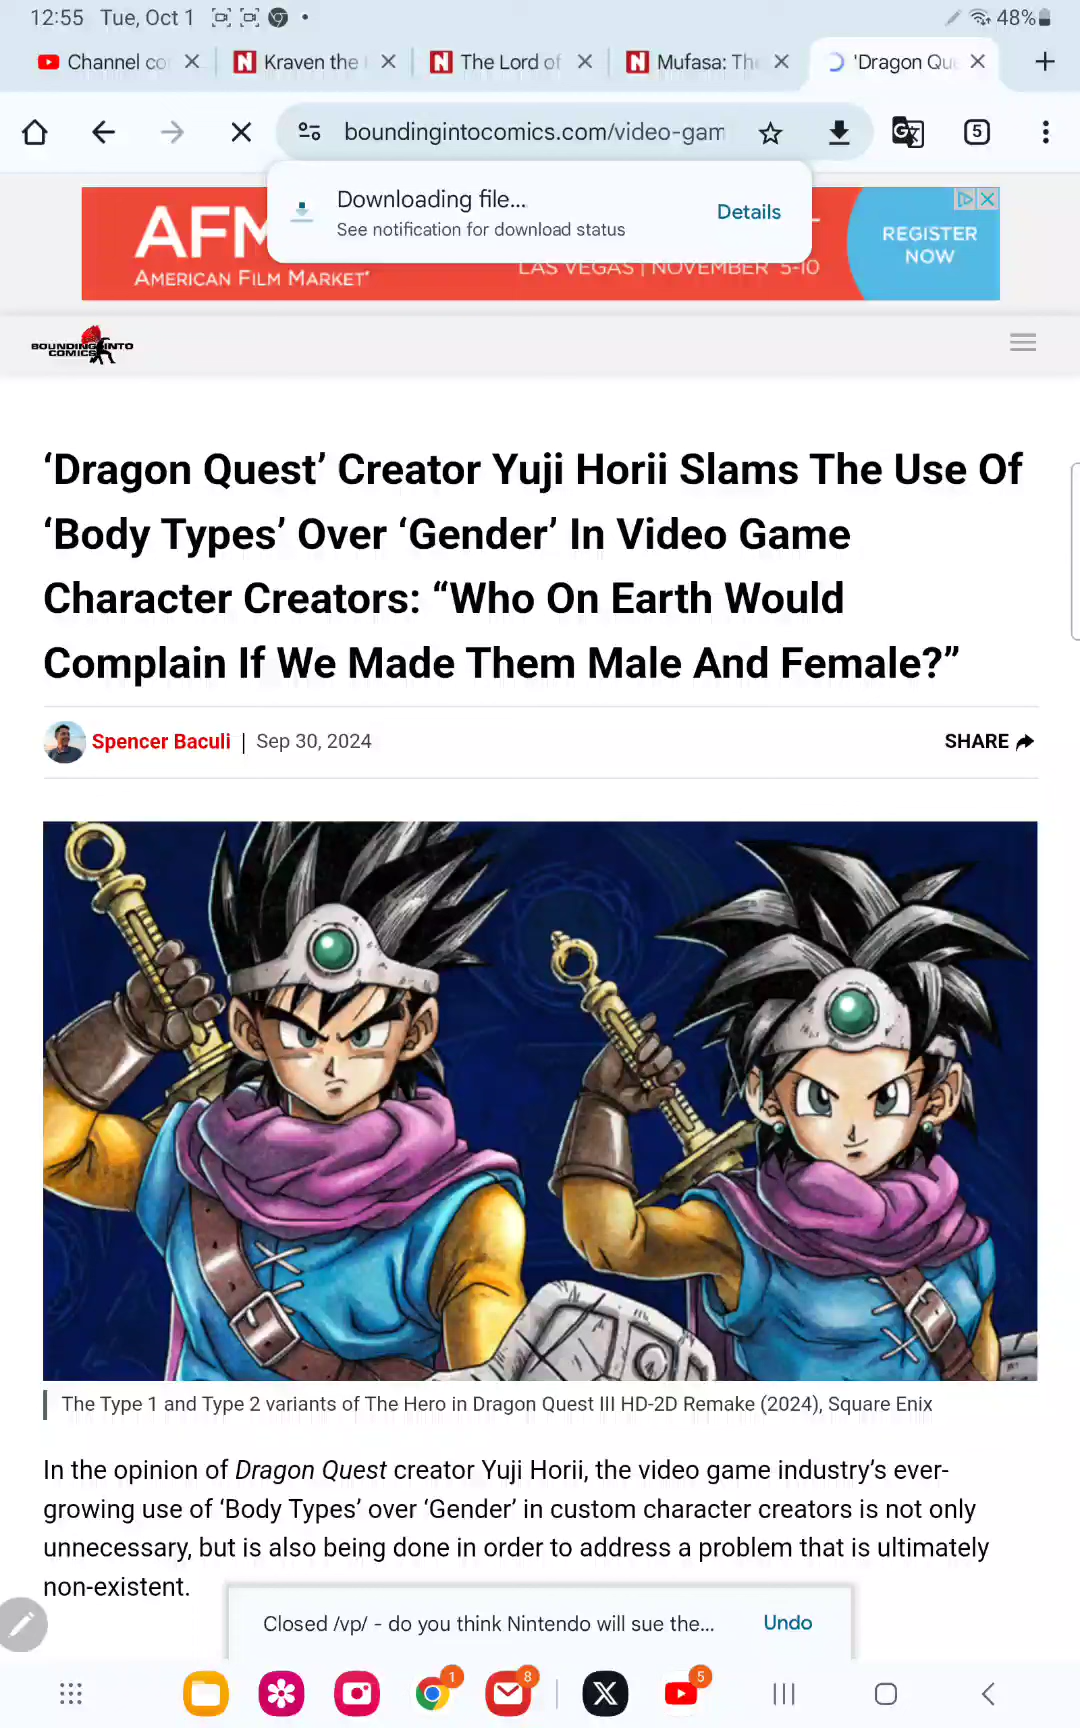 12:55 Tue, Oct 1
48%
Channel co
Kraven the
The Lord of
Mufasa: The
'Dragon Que
boundingintocomics.com/video-gam
5
Downloading file...
See notification for download status
Details
AFM
AMERICAN FILM MARKET
LAS VEGAS | NOVEMBER 5-10
REGISTER
NOW
BOUNDING INTO
COMICS
‘Dragon Quest’ Creator Yuji Horii Slams The Use Of
‘Body Types’ Over ‘Gender’ In Video Game
Character Creators: “Who On Earth Would
Complain If We Made Them Male And Female?”
Spencer Baculi | Sep 30, 2024
SHARE
The Type 1 and Type 2 variants of The Hero in Dragon Quest III HD-2D Remake (2024), Square Enix
In the opinion of Dragon Quest creator Yuji Horii, the video game industry’s ever-
growing use of ‘Body Types’ over ‘Gender’ in custom character creators is not only
unnecessary, but is also being done in order to address a problem that is ultimately
non-existent.
Closed /vp/ - do you think Nintendo will sue the...
Undo
1
8
5